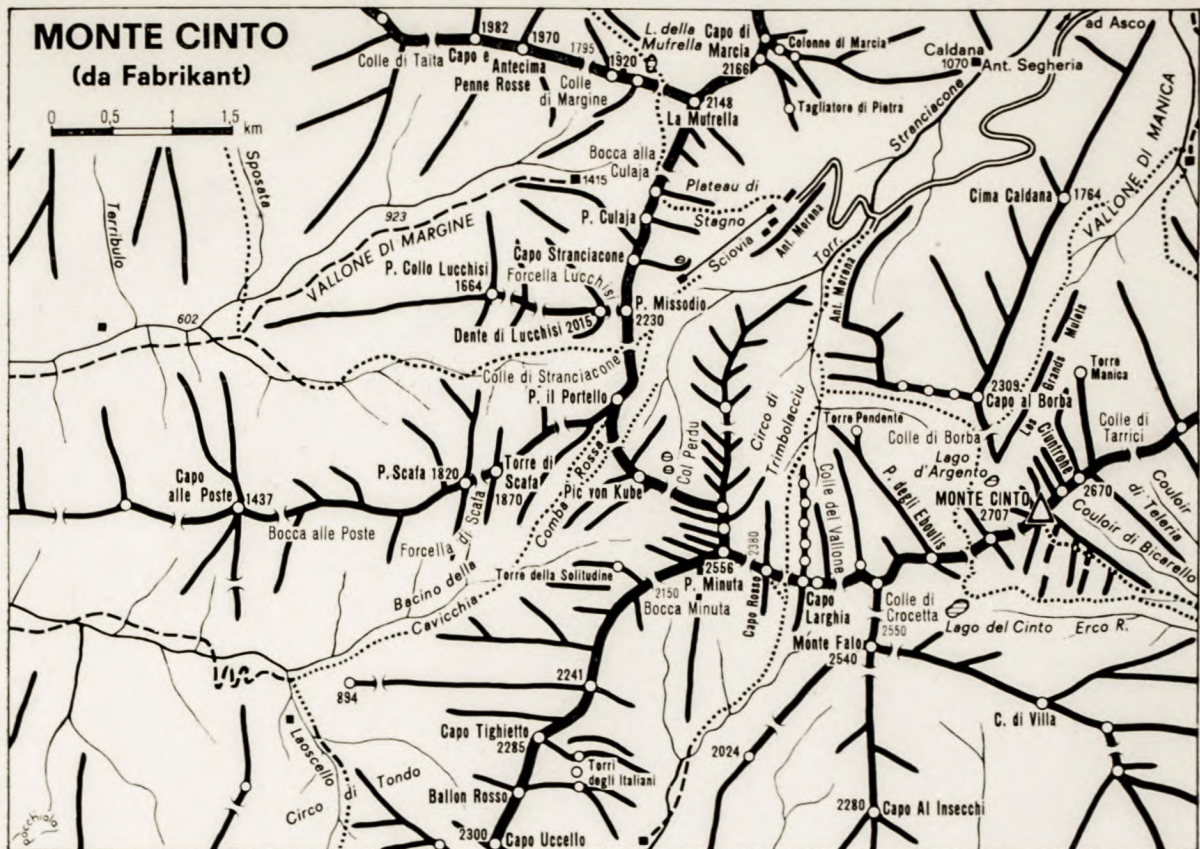 MONTE CINTO
(da Fabrikant)
0 0,5 1 1,5 km
1982
1970
1795
1920
Colle di Taita
Capo e
Antecima
Penne Rosse
Colle
di Margine
L. della
Mufrella
Capo di
Marcia
2166
Colonne di Marcia
Tagliatore di Pietra
2148
La Mufrella
Caldana
1070
Ant. Segheria
ad Asco
Stranciacone
Bocca alla
Culaja
1415
Sposata
Terribulo
923
VALLONE DI MARGINE
Plateau di
Stagno
P. Culaja
Sciovia
Ant. Morena
Torr.
Cima Caldana
1764
VALLONE DI MANICA
P. Collo Lucchisi
1664
Capo Stranciacone
Forcella Lucchisi
P. Missodio
2230
Dente di Lucchisi 2015
Ant. Morena
602
Colle di Stranciacone
P. il Portello
Circo di
Trimbolacciu
Col Perdu
2309
Capo al Borba
Les Grands Mulets
Torre
Manica
Torre Pendente
Colle di Borba
Lago
d'Argento
Ciuntrone
Colle di
Tarrici
Capo
alle Poste
1437
P. Scafa 1820
Torre di
Scafa
1870
Comba Rossa
Pic von Kube
Bocca alle Poste
Forcella di Scafa
Colle del Vallone
P. degli Eboulis
MONTE CINTO
2707
2670
Couloir
di Teleria
Couloir di Bicarello
Bacino della
Cavicchia
Torre della Solitudine
2556
P. Minuta
2150
Bocca Minuta
2380
Capo Rosso
Capo
Larghia
Colle di
Crocetta
2550
Lago del Cinto
Erco R.
Monte Falo
2540
894
2241
C. di Villa
Capo Tighietto
2285
2024
Laoscello
Circo di Tondo
Torri
degli Italiani
Ballon Rosso
2280
Capo Al Insecchi
2300
Capo Uccello